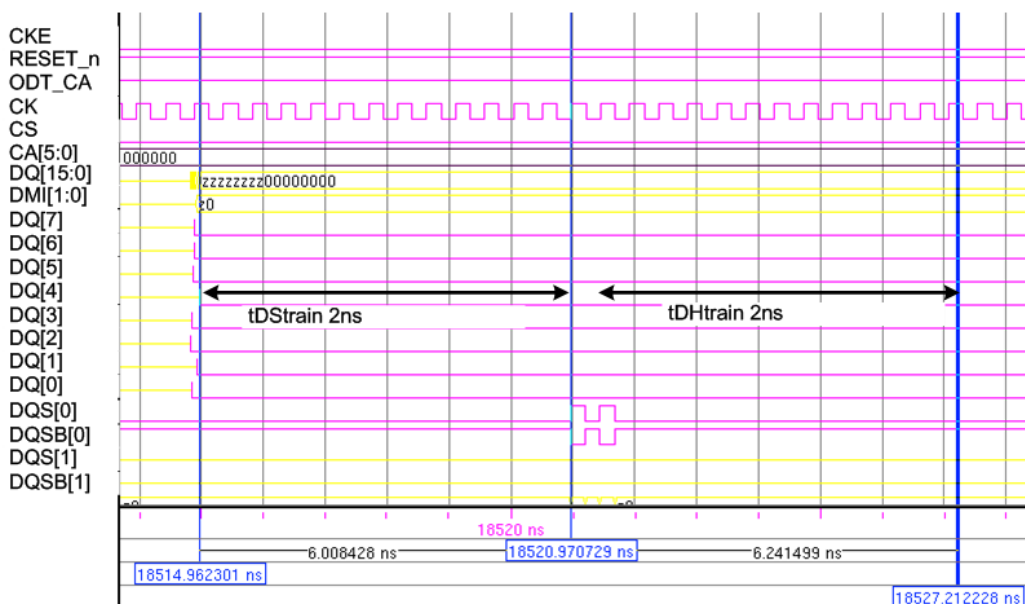 CKE
RESET_n
ODT_CA
CK
CS
CA[5:0]
000000
DQ[15:0]
zzzzzzzz00000000
DMI[1:0]
z0
DQ[7]
DQ[6]
DQ[5]
DQ[4]
DQ[3]
tDStrain 2ns
tDHtrain 2ns
DQ[2]
DQ[1]
DQ[0]
DQS[0]
DQSB[0]
DQS[1]
DQSB[1]
18520 ns
6.008428 ns
18520.970729 ns
6.241499 ns
18514.962301 ns
18527.212228 ns